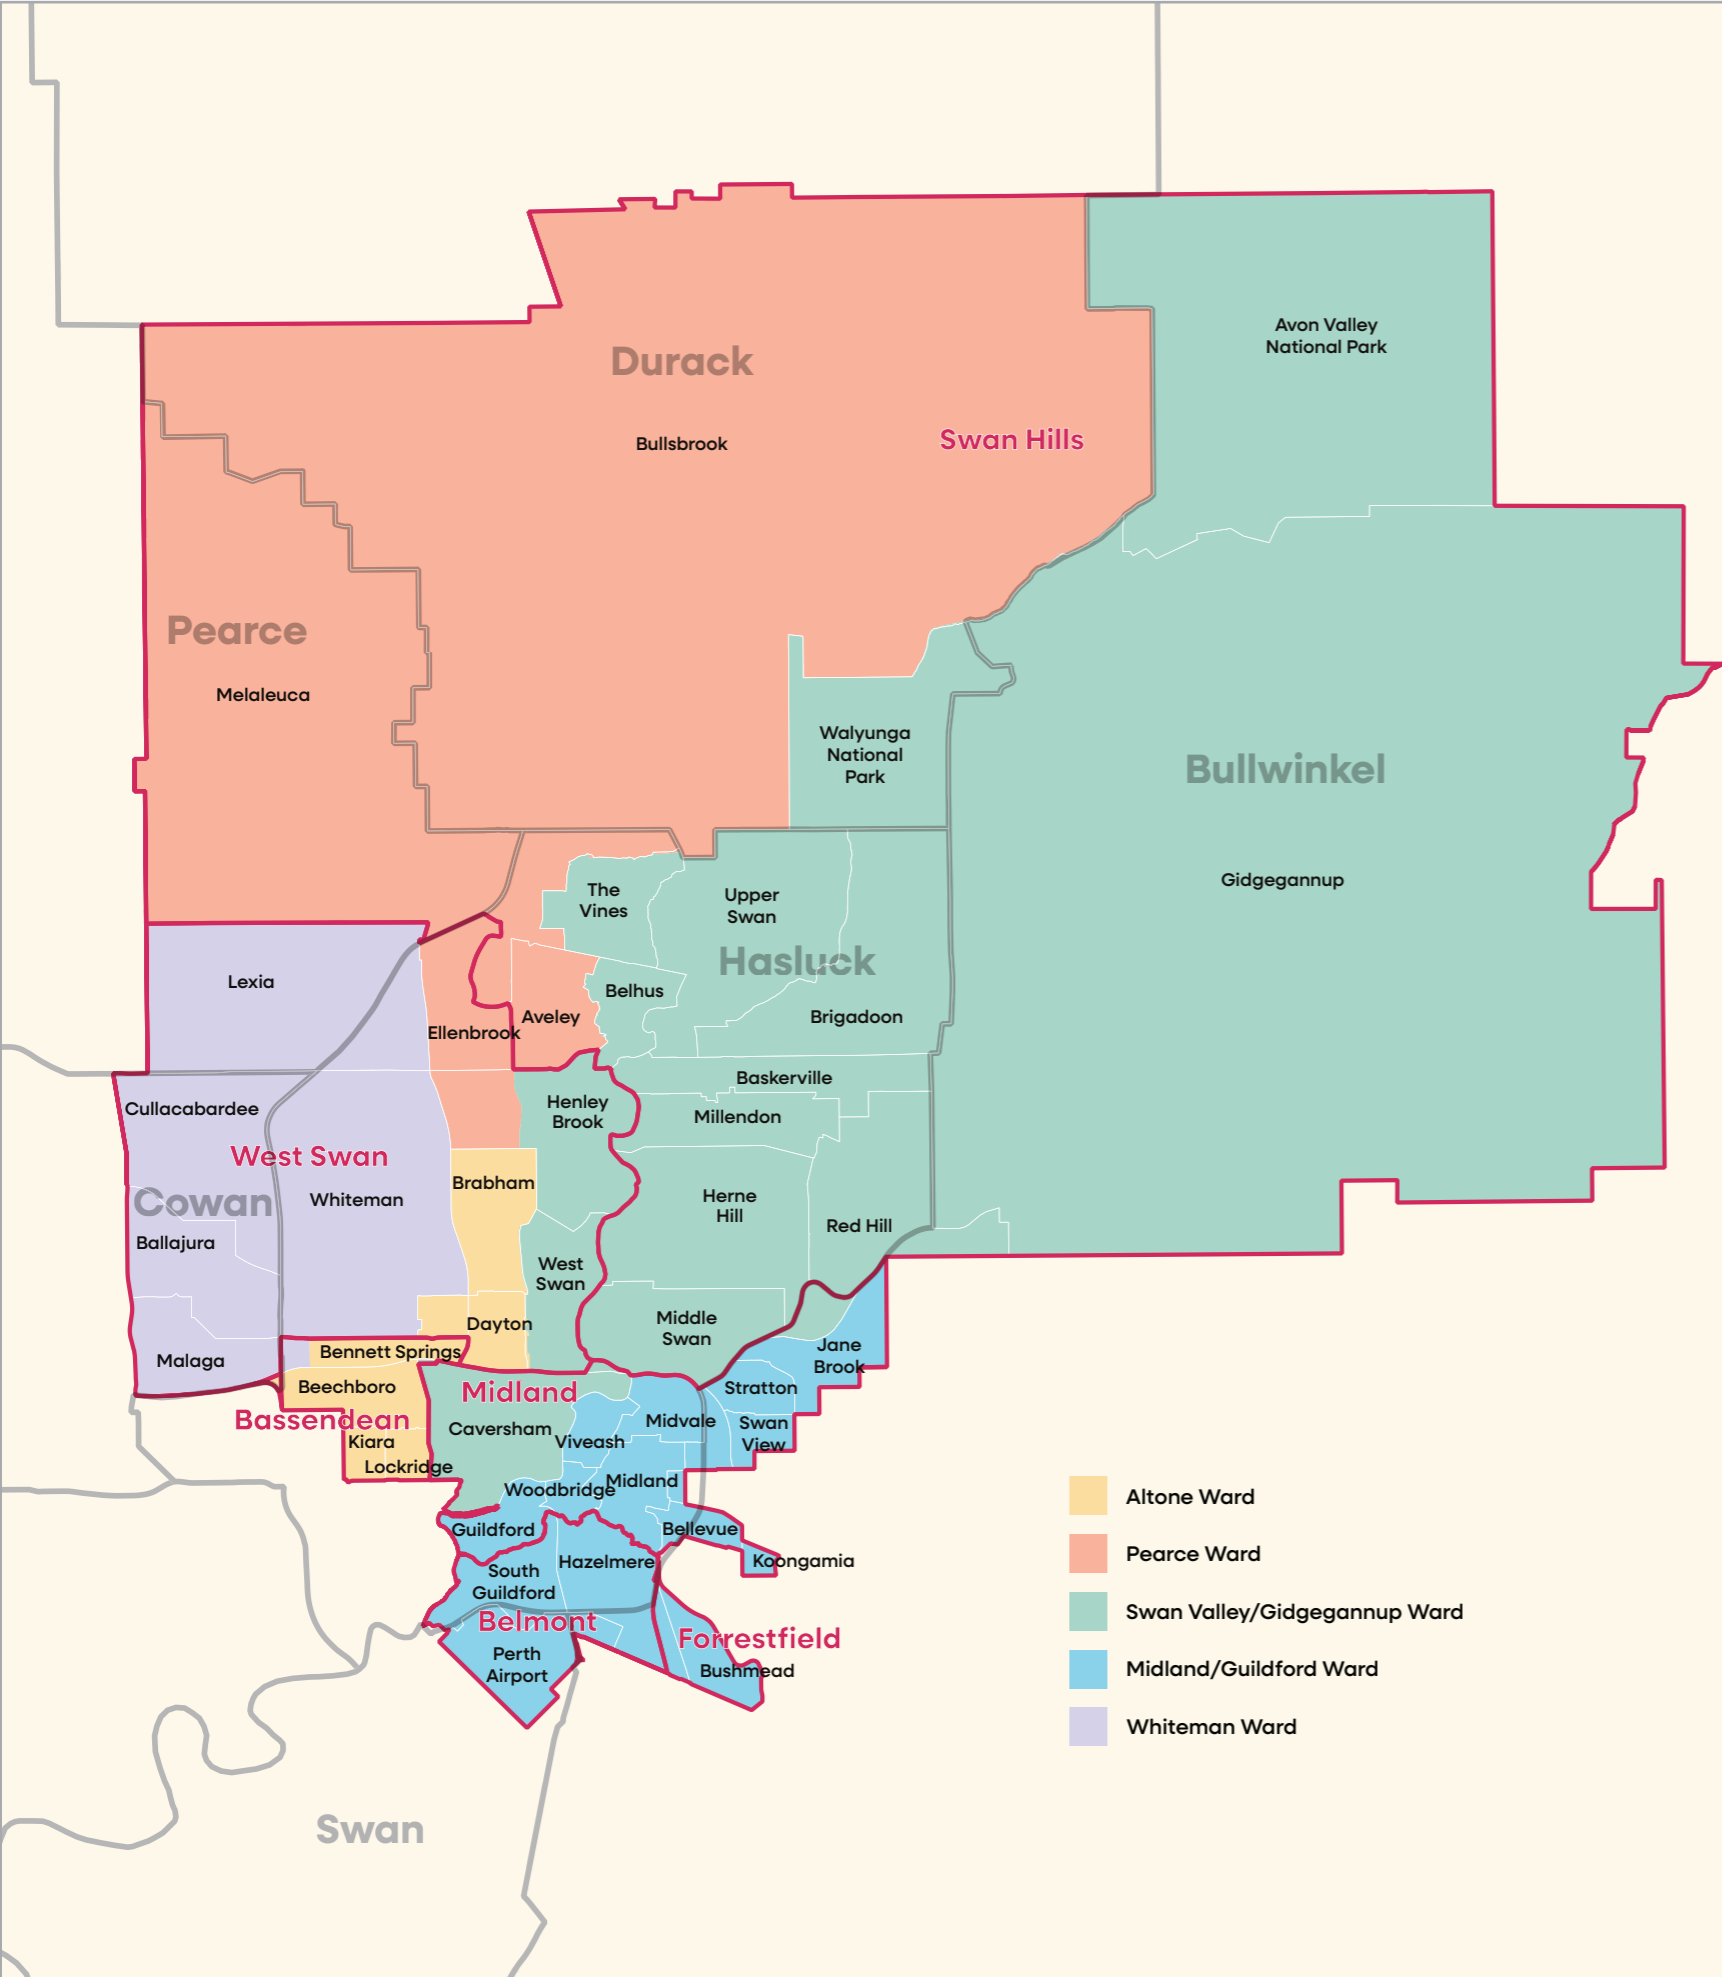 Avon Valley
National Park
Durack
Swan Hills
Bullsbrook
Pearce
Melaleuca
Walyunga
National
Park
Bullwinkel
Gidgegannup
The
Vines
Upper
Swan
Hasluck
Lexia
Belhus
Aveley
Brigadoon
Ellenbrook
Baskerville
Henley
Brook
Cullacabardee
Millendon
West Swan
Brabham
Whiteman
Cowan
Herne
Hill
Red Hill
Ballajura
West
Swan
Dayton
Middle
Swan
Bennett Springs
Malaga
Jane
Brook
Beechboro
Midland
Stratton
Bassendean
Caversham
Midvale
Swan
View
Kiara
Viveash
Lockridge
Woodbridge
Midland
Guildford
Bellevue
Koongamia
Hazelmere
South
Guildford
Belmont
Forrestfield
Perth
Airport
Bushmead
Swan
Altone Ward
Pearce Ward
Swan Valley/Gidgegannup Ward
Midland/Guildford Ward
Whiteman Ward